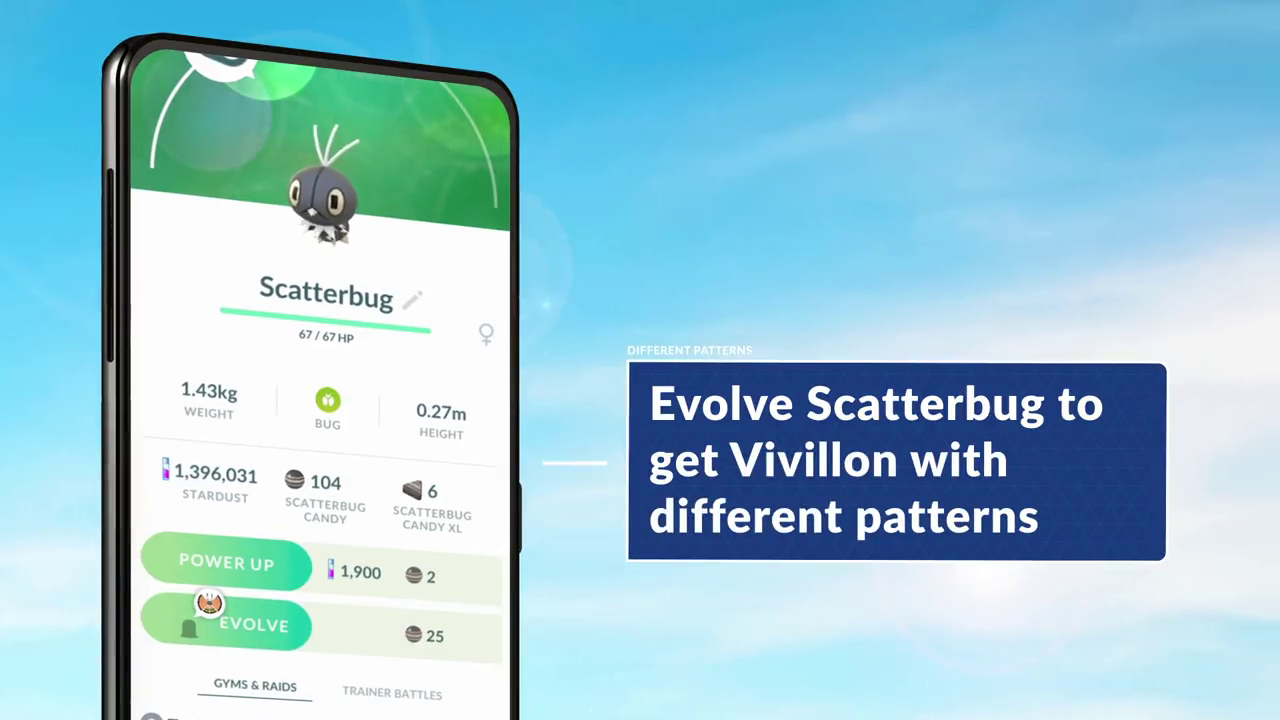 Scatterbug
67 / 67 HP
1.43kg
WEIGHT
BUG
0.27m
HEIGHT
1,396,031
STARDUST
104
SCATTERBUG
CANDY
6
SCATTERBUG
CANDY XL
POWER UP
1,900
2
EVOLVE
25
GYMS & RAIDS
TRAINER BATTLES
DIFFERENT PATTERNS
Evolve Scatterbug to
get Vivillon with
different patterns